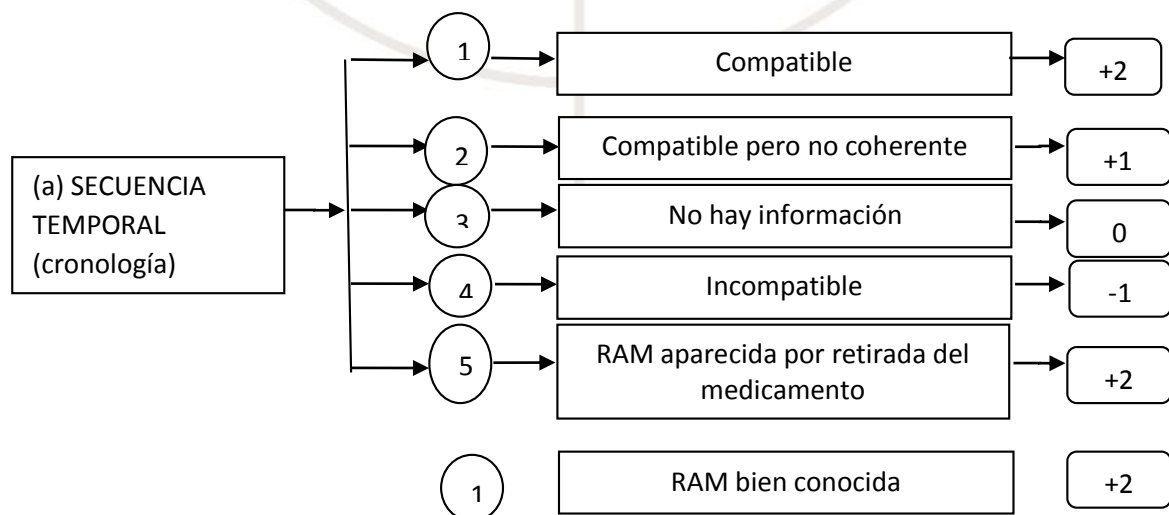 1
Compatible
+2
(a) SECUENCIA
TEMPORAL
(cronología)
2
Compatible pero no coherente
+1
3
No hay información
0
4
Incompatible
-1
5
RAM aparecida por retirada del
medicamento
+2
1
RAM bien conocida
+2